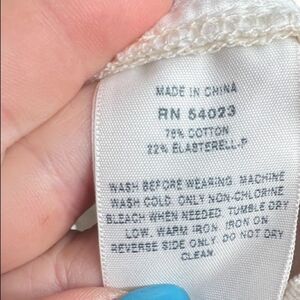 MADE IN CHINA
RN 54023
78% COTTON
22% ELASTERELL-P
WASH BEFORE WEARING. MACHINE
WASH COLD. ONLY NON-CHLORINE
BLEACH WHEN NEEDED. TUMBLE DRY
LOW. WARM IRON. IRON ON
REVERSE SIDE ONLY. DO NOT DRY
CLEAN.